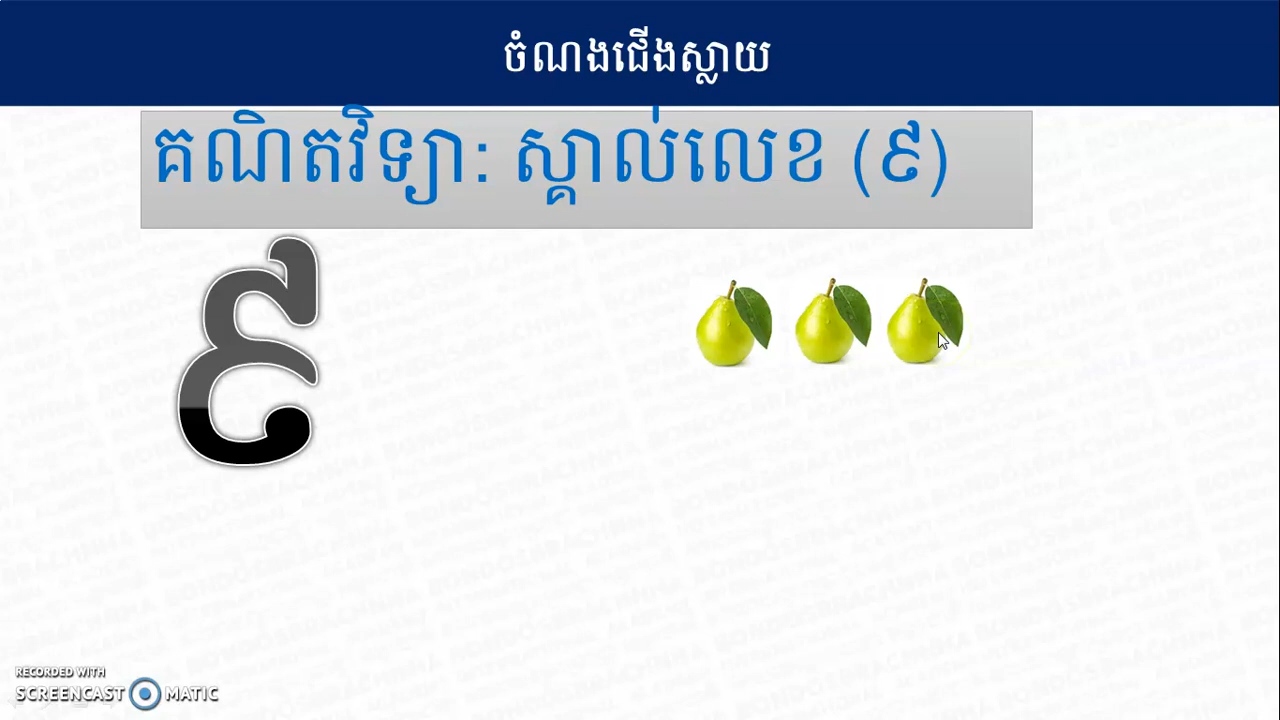 ចំណងជើងស្លាយ
គណិតវិទ្យា: ស្គាល់លេខ (៩)
៩
RECORDED WITH
SCREENCAST MATIC